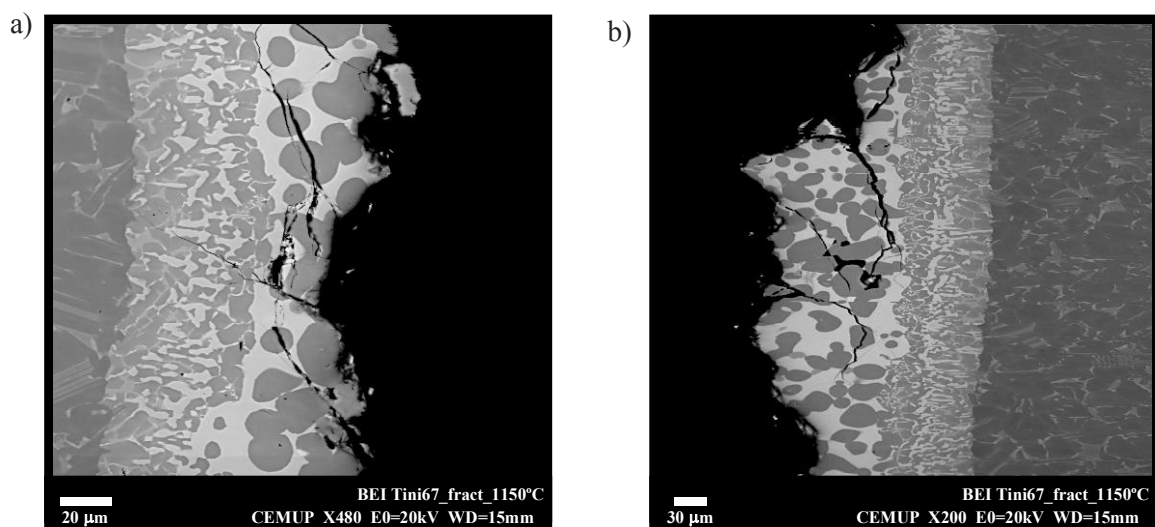 a)
BEI Tini67_fract_1150ºC
20 µm
CEMUP X480 E0=20kV WD=15mm
b)
BEI Tini67_fract_1150ºC
30 µm
CEMUP X200 E0=20kV WD=15mm